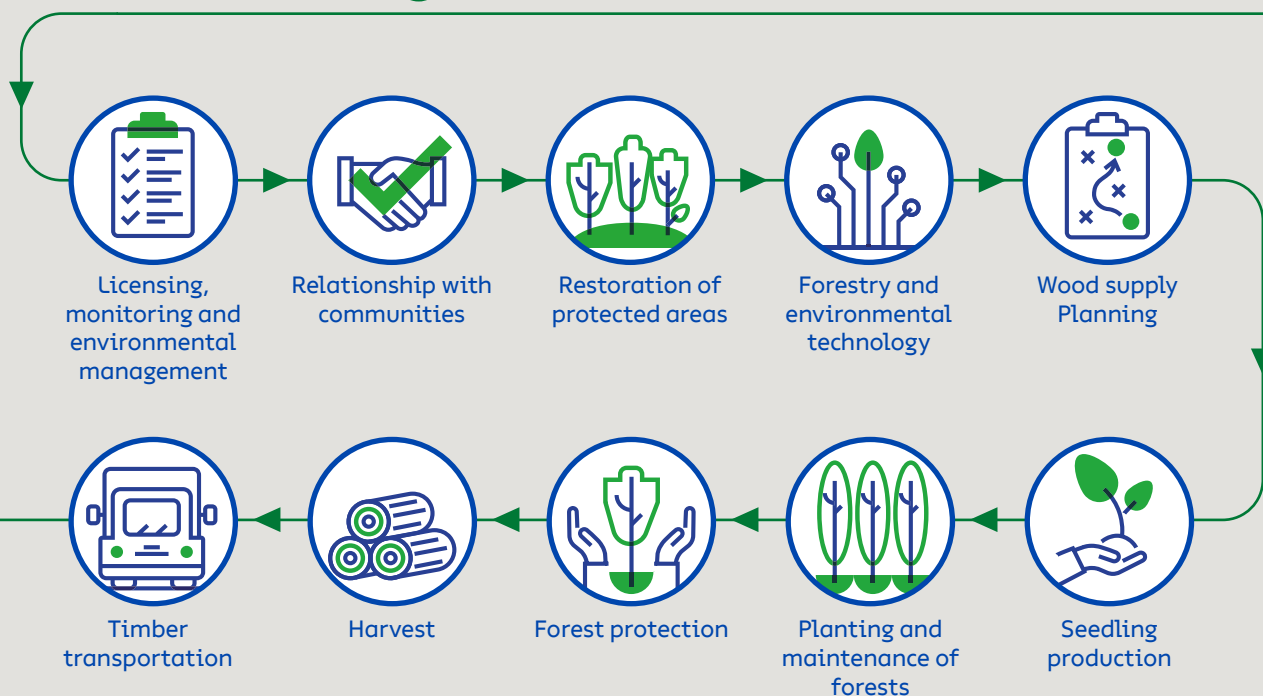 Licensing,
monitoring and
environmental
management
Relationship with
communities
Restoration of
protected areas
Forestry and
environmental
technology
Wood supply
Planning
Timber
transportation
Harvest
Forest protection
Planting and
maintenance of
forests
Seedling
production